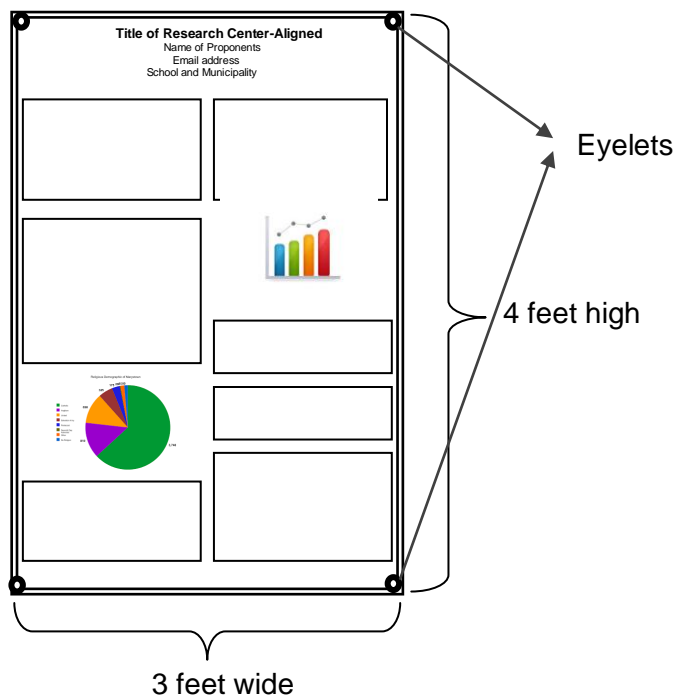 Title of Research Center-Aligned
Name of Proponents
Email address
School and Municipality
Eyelets
4 feet high
3 feet wide